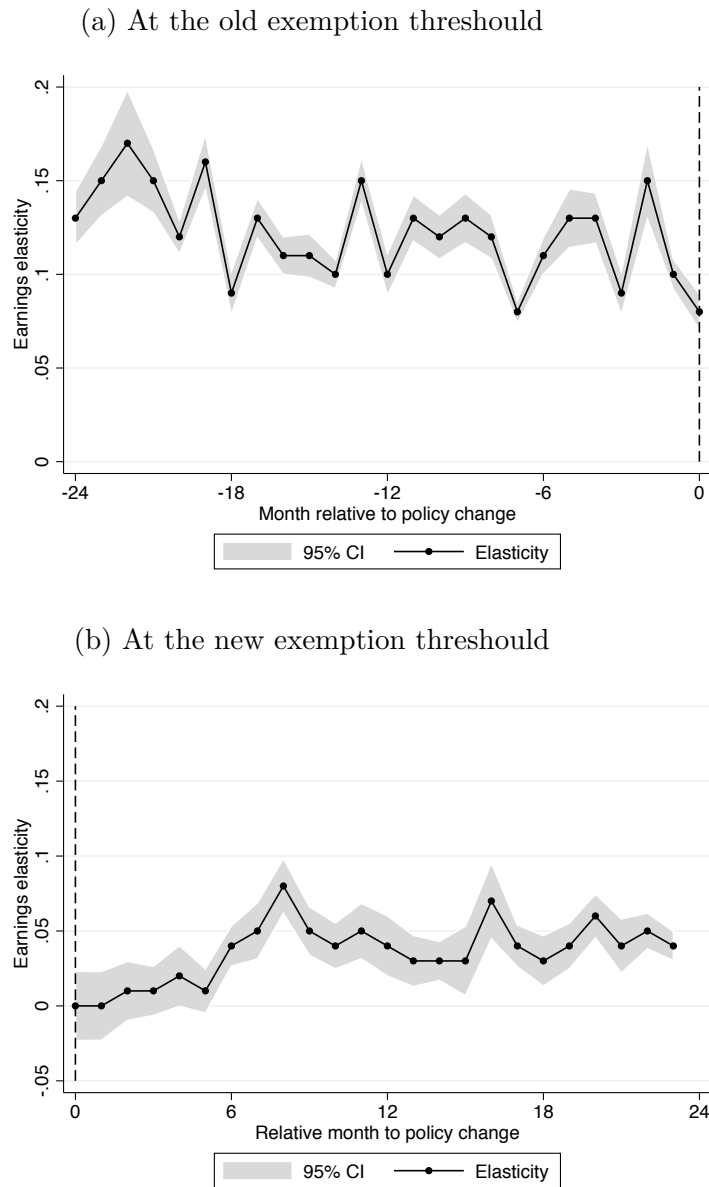 (a) At the old exemption threshould
.2
.15
.1
.05
0
Earnings elasticity
-24 -18 -12 -6 0
Month relative to policy change
95% CI Elasticity
(b) At the new exemption threshould
.2
.15
.1
.05
0
-.05
Earnings elasticity
0 6 12 18 24
Relative month to policy change
95% CI Elasticity